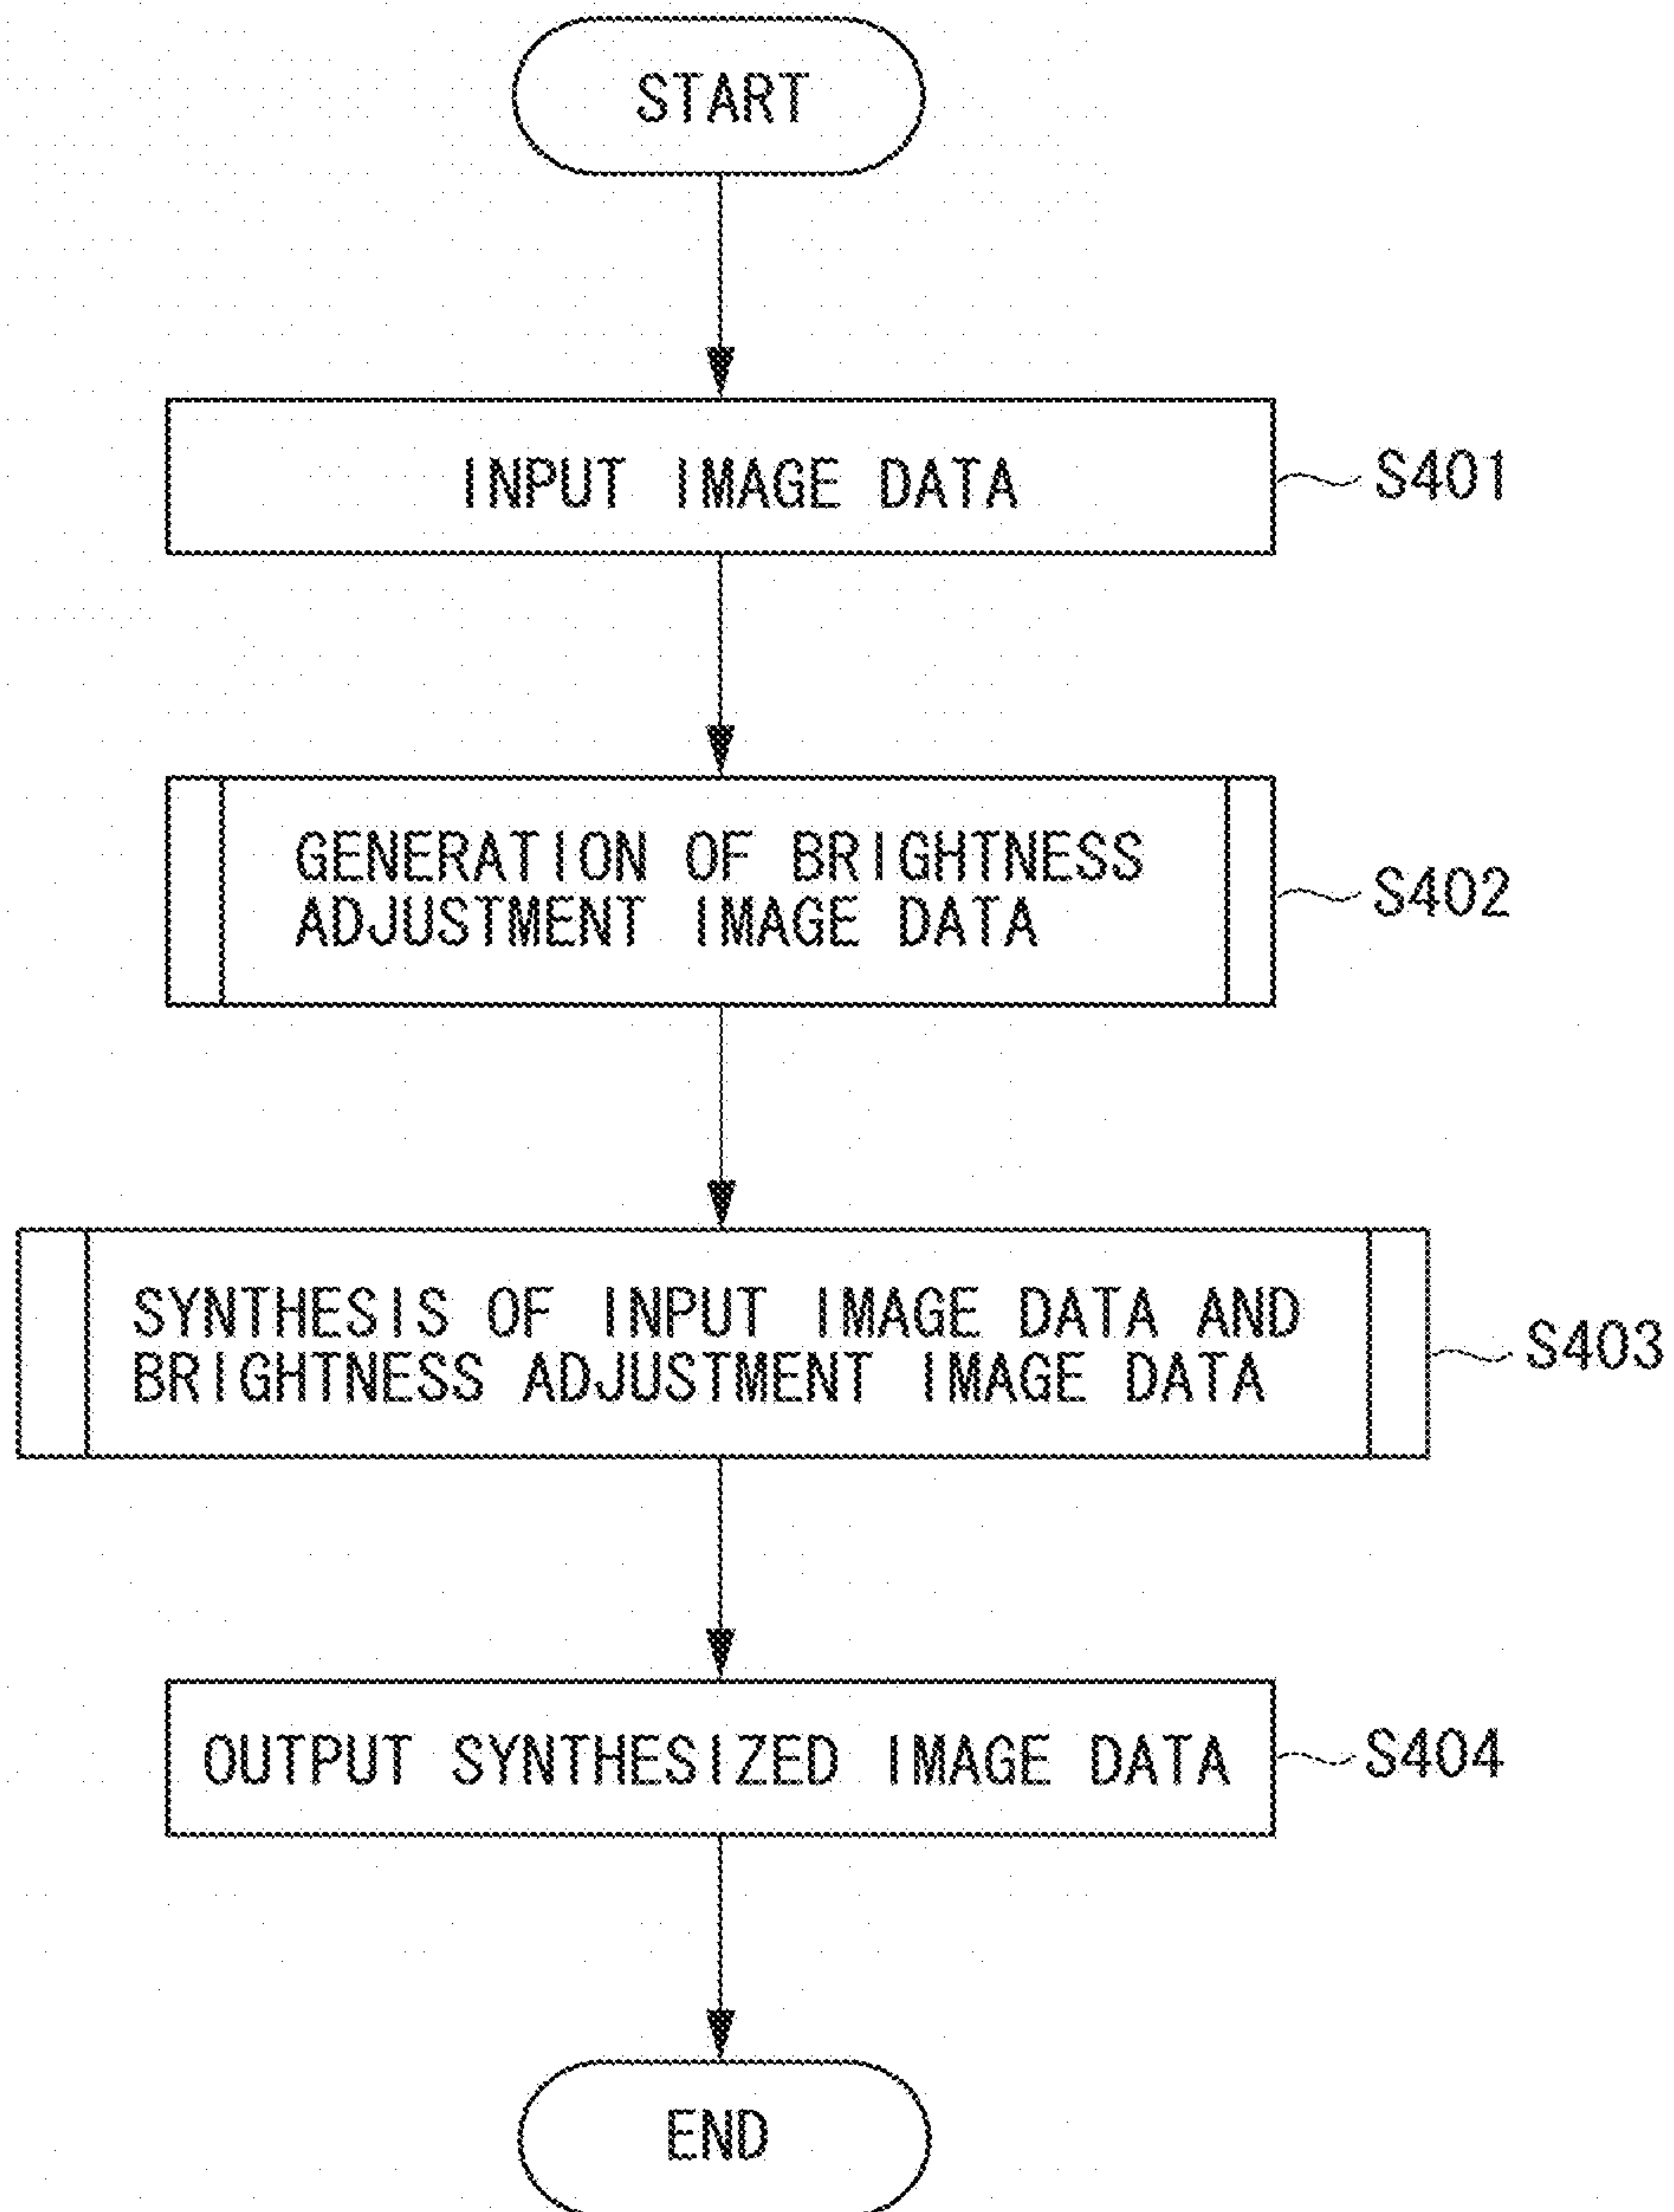 START
INPUT IMAGE DATA
S401
GENERATION OF BRIGHTNESS
ADJUSTMENT IMAGE DATA
S402
SYNTHESIS OF INPUT IMAGE DATA AND
BRIGHTNESS ADJUSTMENT IMAGE DATA
S403
OUTPUT SYNTHESIZED IMAGE DATA
S404
END